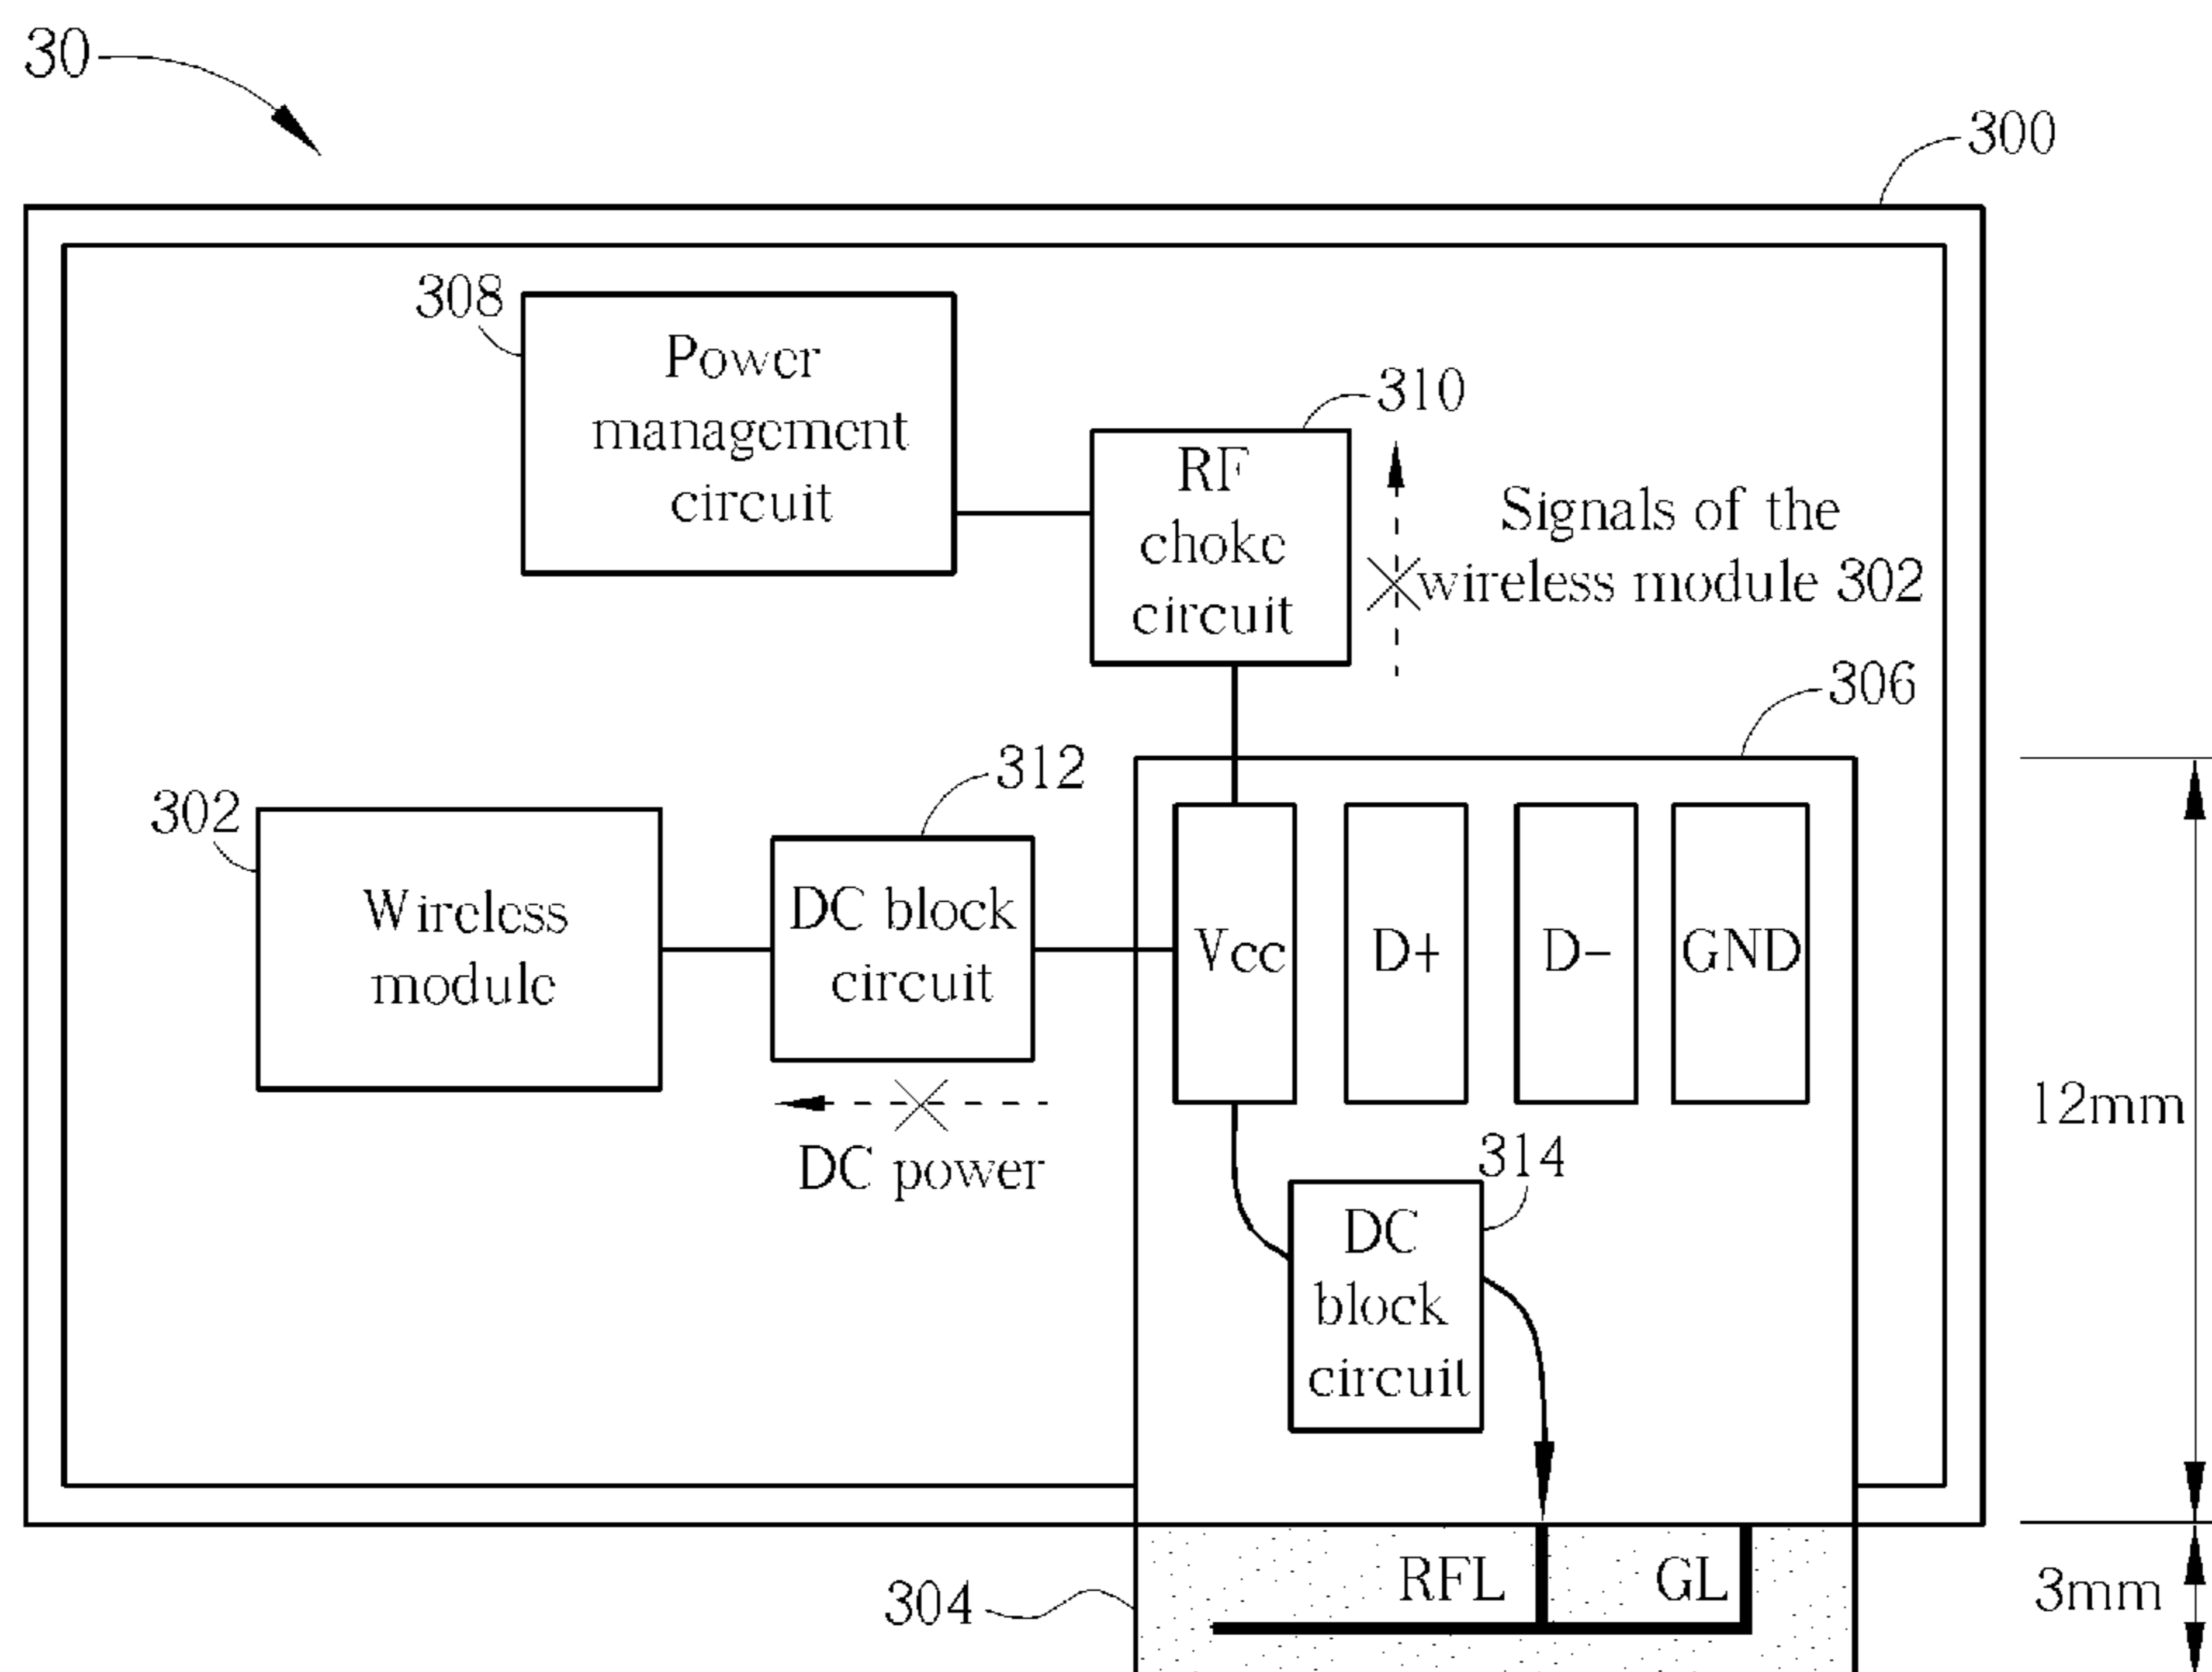 30
300
308
Power
management
circuit
310
RF
choke
circuit
Signals of the
wireless module 302
306
312
302
Wireless
module
DC block
circuit
Vcc
D+
D-
GND
12mm
DC power
314
DC
block
circuit
RFL
GL
304
3mm